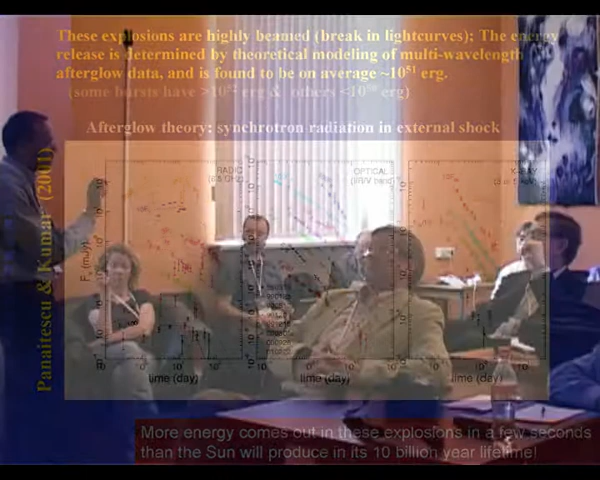 These explosions are highly beamed (break in lightcurves); The energy
release is determined by theoretical modeling of multi-wavelength
afterglow data, and is found to be on average ~10⁵¹ erg.
(some bursts have >10⁵² erg & others <10⁵⁰ erg)
Afterglow theory: synchrotron radiation in external shock
Panaitescu & Kumar (2001)
RADIO
OPTICAL
X-RAY
time (day)
time (day)
time (day)
More energy comes out in these explosions in a few seconds
than the Sun will produce in its 10 billion year lifetime!